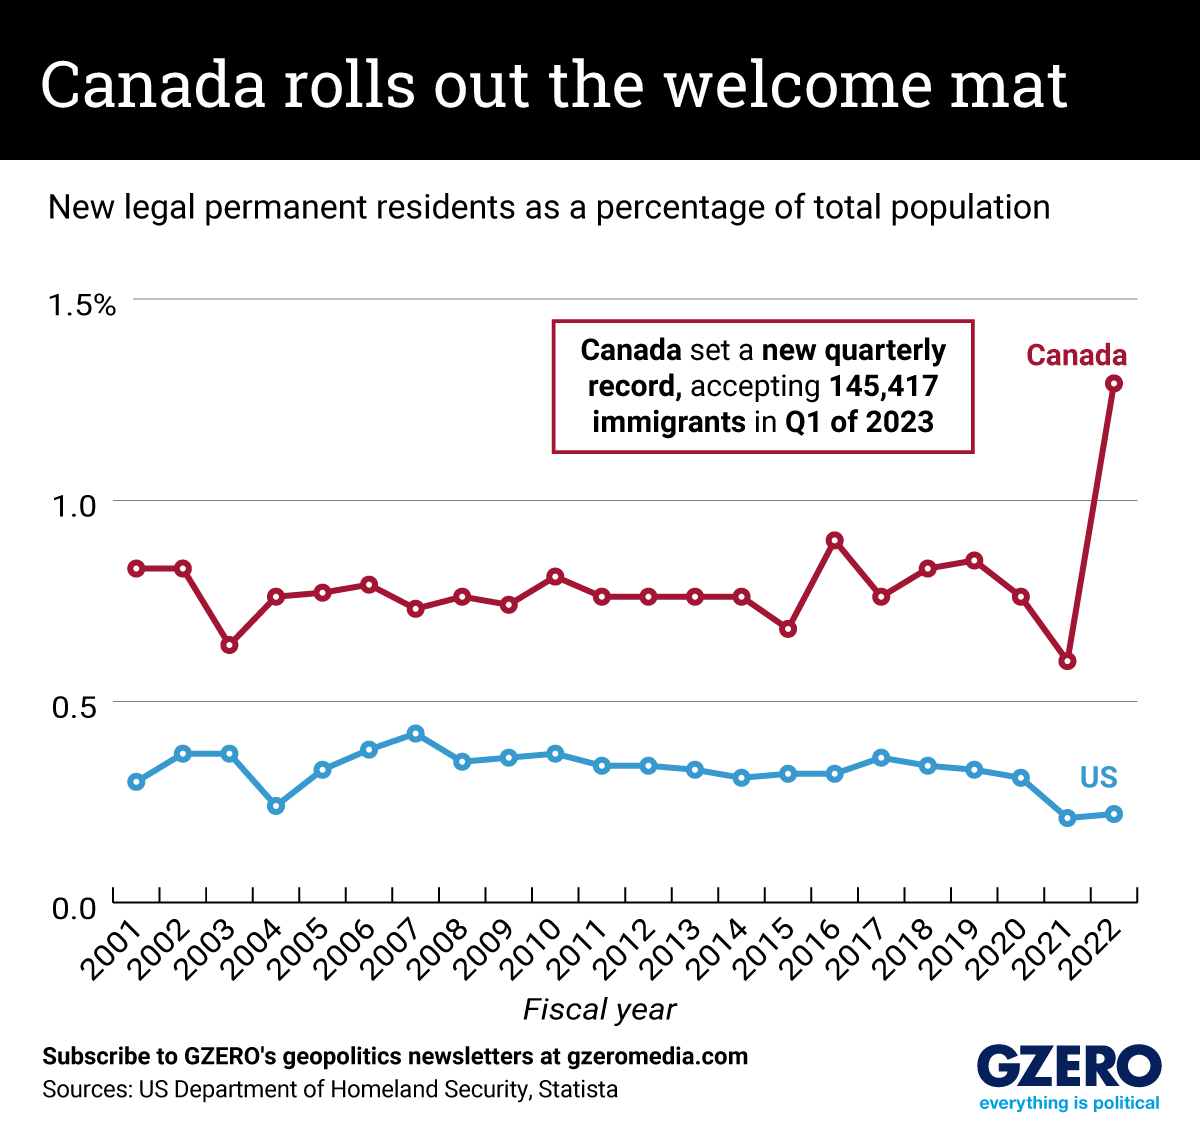 Canada rolls out the welcome mat
New legal permanent residents as a percentage of total population
1.5%
Canada set a new quarterly
record, accepting 145,417
immigrants in Q1 of 2023
Canada
1.0
0.5
US
0.0
2001 2002 2003 2004 2005 2006 2007 2008 2009 2010 2011 2012 2013 2014 2015 2016 2017 2018 2019 2020 2021 2022
Fiscal year
Subscribe to GZERO's geopolitics newsletters at gzeromedia.com
Sources: US Department of Homeland Security, Statista
GZERO
everything is political